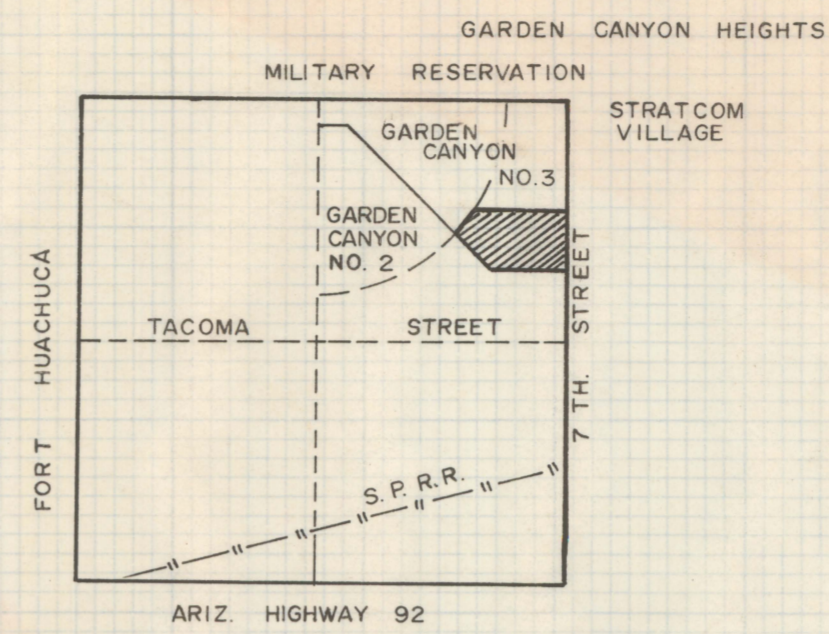 GARDEN CANYON HEIGHTS
MILITARY RESERVATION
STRATCOM
VILLAGE
GARDEN
CANYON
NO.3
GARDEN
CANYON
NO. 2
FORT HUACHUCA
TACOMA STREET
7 TH. STREET
S. P. R. R.
ARIZ. HIGHWAY 92